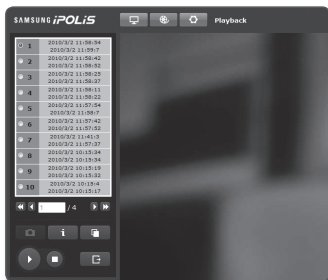 SAMSUNG iPOLiS
Playback
1 2010/3/2 11:58:54
2010/3/2 11:59:7
2 2010/3/2 11:58:42
2010/3/2 11:58:52
3 2010/3/2 11:58:25
2010/3/2 11:58:37
4 2010/3/2 11:58:11
2010/3/2 11:58:22
5 2010/3/2 11:57:54
2010/3/2 11:58:7
6 2010/3/2 11:57:42
2010/3/2 11:57:52
7 2010/3/2 11:41:3
2010/3/2 11:57:37
8 2010/3/2 10:15:34
2010/3/2 10:15:34
9 2010/3/2 10:15:19
2010/3/2 10:15:32
10 2010/3/2 10:15:4
2010/3/2 10:15:17
1 / 4